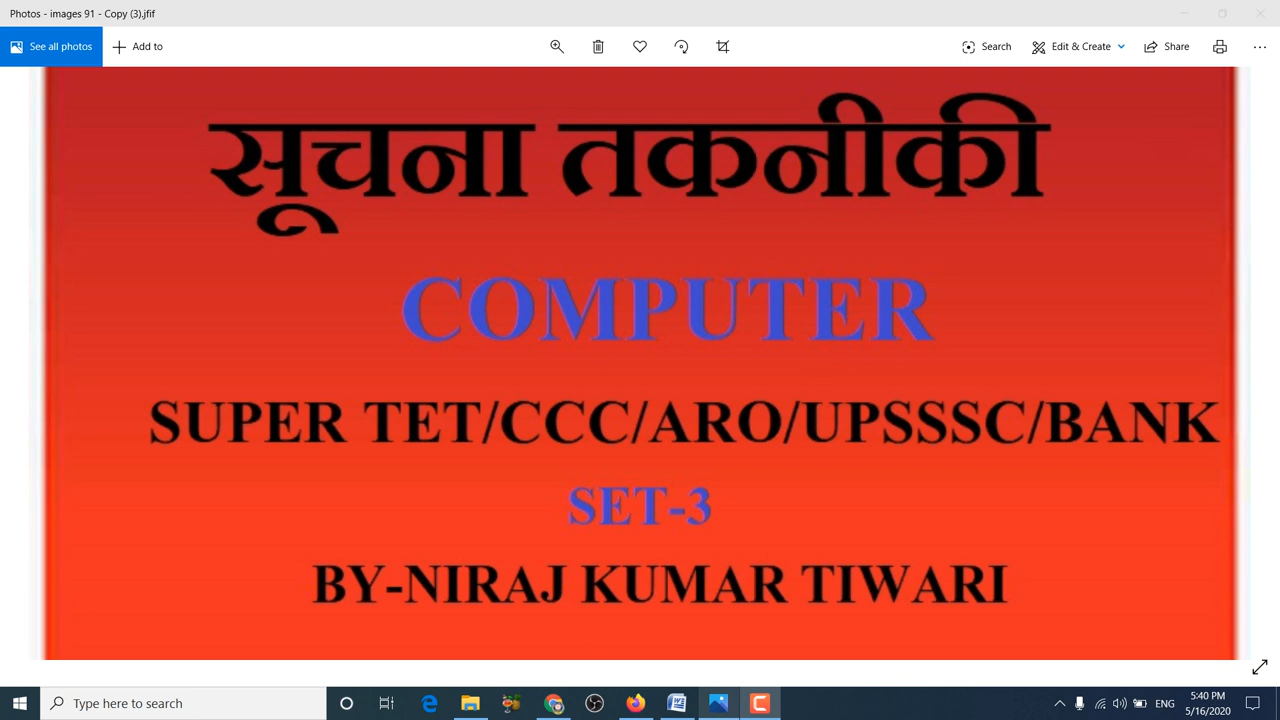 Photos - images 91 - Copy (3).jfif
See all photos
Add to
Search
Edit & Create
Share
सूचना तकनीकी
COMPUTER
SUPER TET/CCC/ARO/UPSSSC/BANK
SET-3
BY-NIRAJ KUMAR TIWARI
Type here to search
ENG
5:40 PM
5/16/2020